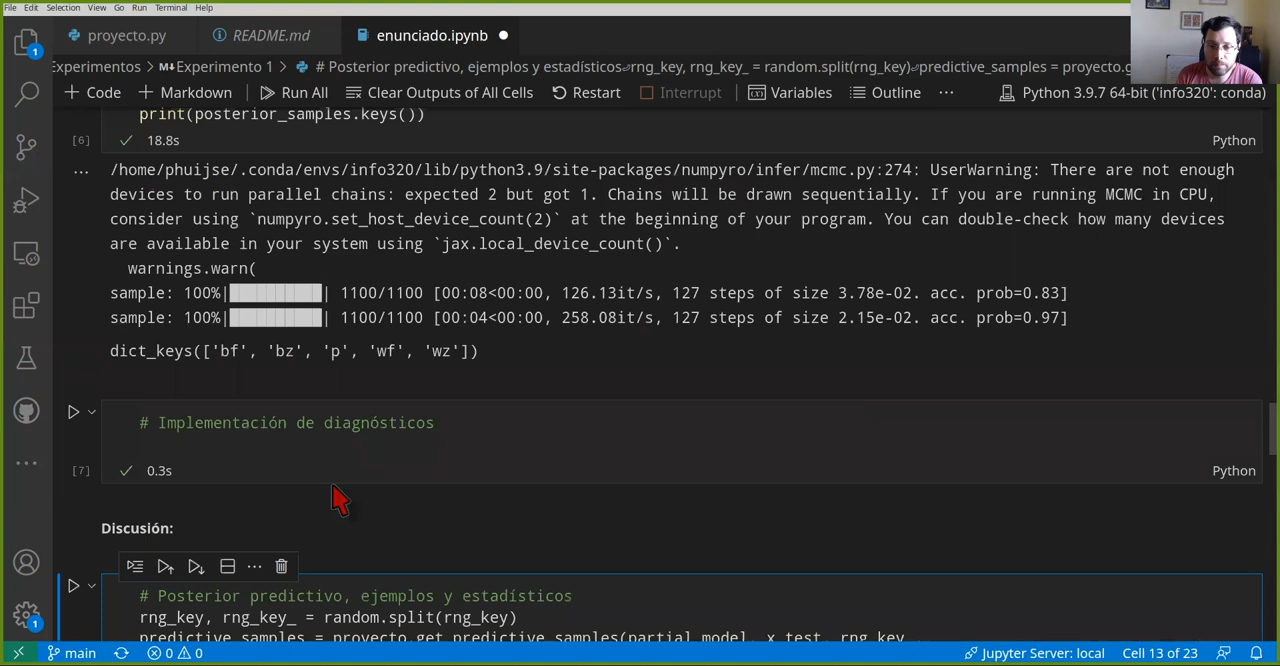 File Edit Selection View Go Run Terminal Help
proyecto.py README.md enunciado.ipynb
Experimentos > M↓Experimento 1 > # Posterior predictivo, ejemplos y estadísticos⏎rng_key, rng_key_ = random.split(rng_key)⏎predictive_samples = proyecto.g
+ Code + Markdown Run All Clear Outputs of All Cells Restart Interrupt Variables Outline ··· Python 3.9.7 64-bit ('info320': conda)
print(posterior_samples.keys())
[6] ✓ 18.8s Python
... /home/phuijse/.conda/envs/info320/lib/python3.9/site-packages/numpyro/infer/mcmc.py:274: UserWarning: There are not enough
devices to run parallel chains: expected 2 but got 1. Chains will be drawn sequentially. If you are running MCMC in CPU,
consider using `numpyro.set_host_device_count(2)` at the beginning of your program. You can double-check how many devices
are available in your system using `jax.local_device_count()`.
warnings.warn(
sample: 100%|██████████| 1100/1100 [00:08<00:00, 126.13it/s, 127 steps of size 3.78e-02. acc. prob=0.83]
sample: 100%|██████████| 1100/1100 [00:04<00:00, 258.08it/s, 127 steps of size 2.15e-02. acc. prob=0.97]
dict_keys(['bf', 'bz', 'p', 'wf', 'wz'])
# Implementación de diagnósticos
[7] ✓ 0.3s Python
Discusión:
# Posterior predictivo, ejemplos y estadísticos
rng_key, rng_key_ = random.split(rng_key)
predictive_samples = proyecto.get_predictive_samples(partial_model, x_test, rng_key
main 0 0 Jupyter Server: local Cell 13 of 23
1
1